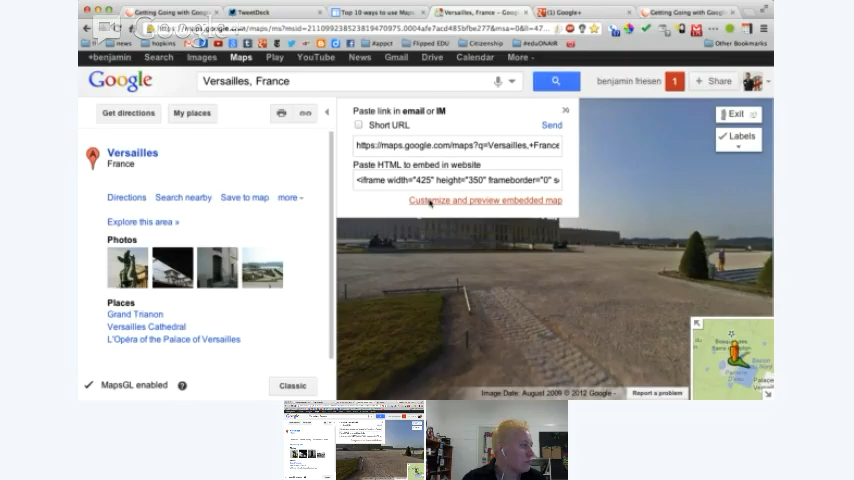 Getting Going with Goog
TweetDeck
Top 10 ways to use Maps
Versailles, France - Goog
(1) Google+
Getting Going with Googl
news
hopkins
#appct
Flipped EDU
Citizenship
#eduONAIR
Other Bookmarks
+Benjamin Search Images Maps Play YouTube News Gmail Drive Calendar More
Google
Versailles, France
benjamin friesen 1 + Share
Get directions My places
Paste link in email or IM
Short URL Send
https://maps.google.com/maps?q=Versailles,+France
Paste HTML to embed in website
<iframe width="425" height="350" frameborder="0" s
Customize and preview embedded map
Exit
Labels
A
Versailles
France
Directions Search nearby Save to map more
Explore this area »
Photos
Places
Grand Trianon
Versailles Cathedral
L'Opéra of the Palace of Versailles
MapsGL enabled ? Classic
Image Date: August 2009 © 2012 Google - Report a problem